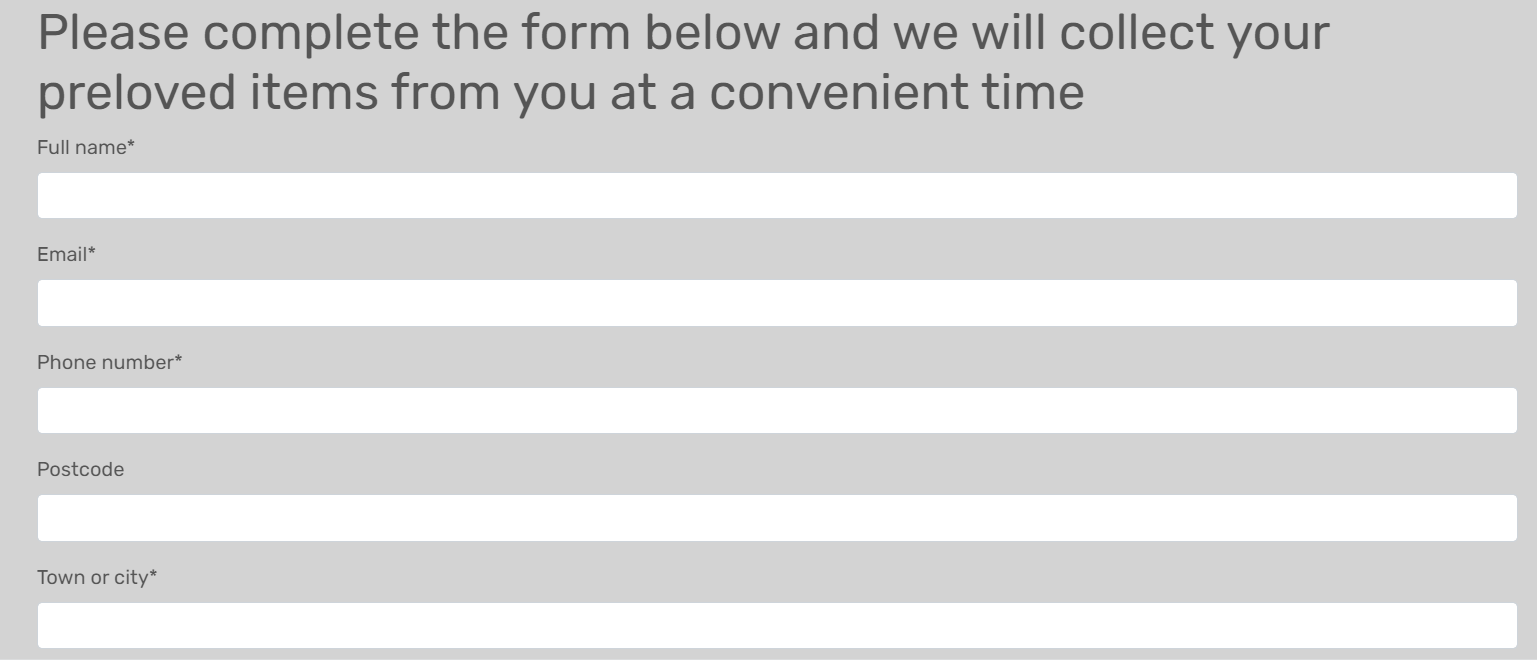 Please complete the form below and we will collect your
preloved items from you at a convenient time
Full name*
Email*
Phone number*
Postcode
Town or city*